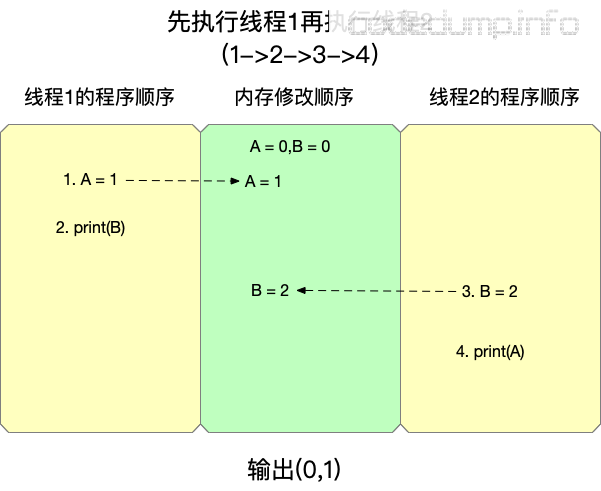 先执行线程1再执行线程2
codedumpinfo
(1->2->3->4)
线程1的程序顺序
内存修改顺序
线程2的程序顺序
A = 0,B = 0
1. A = 1
A = 1
2. print(B)
B = 2
3. B = 2
4. print(A)
输出(0,1)